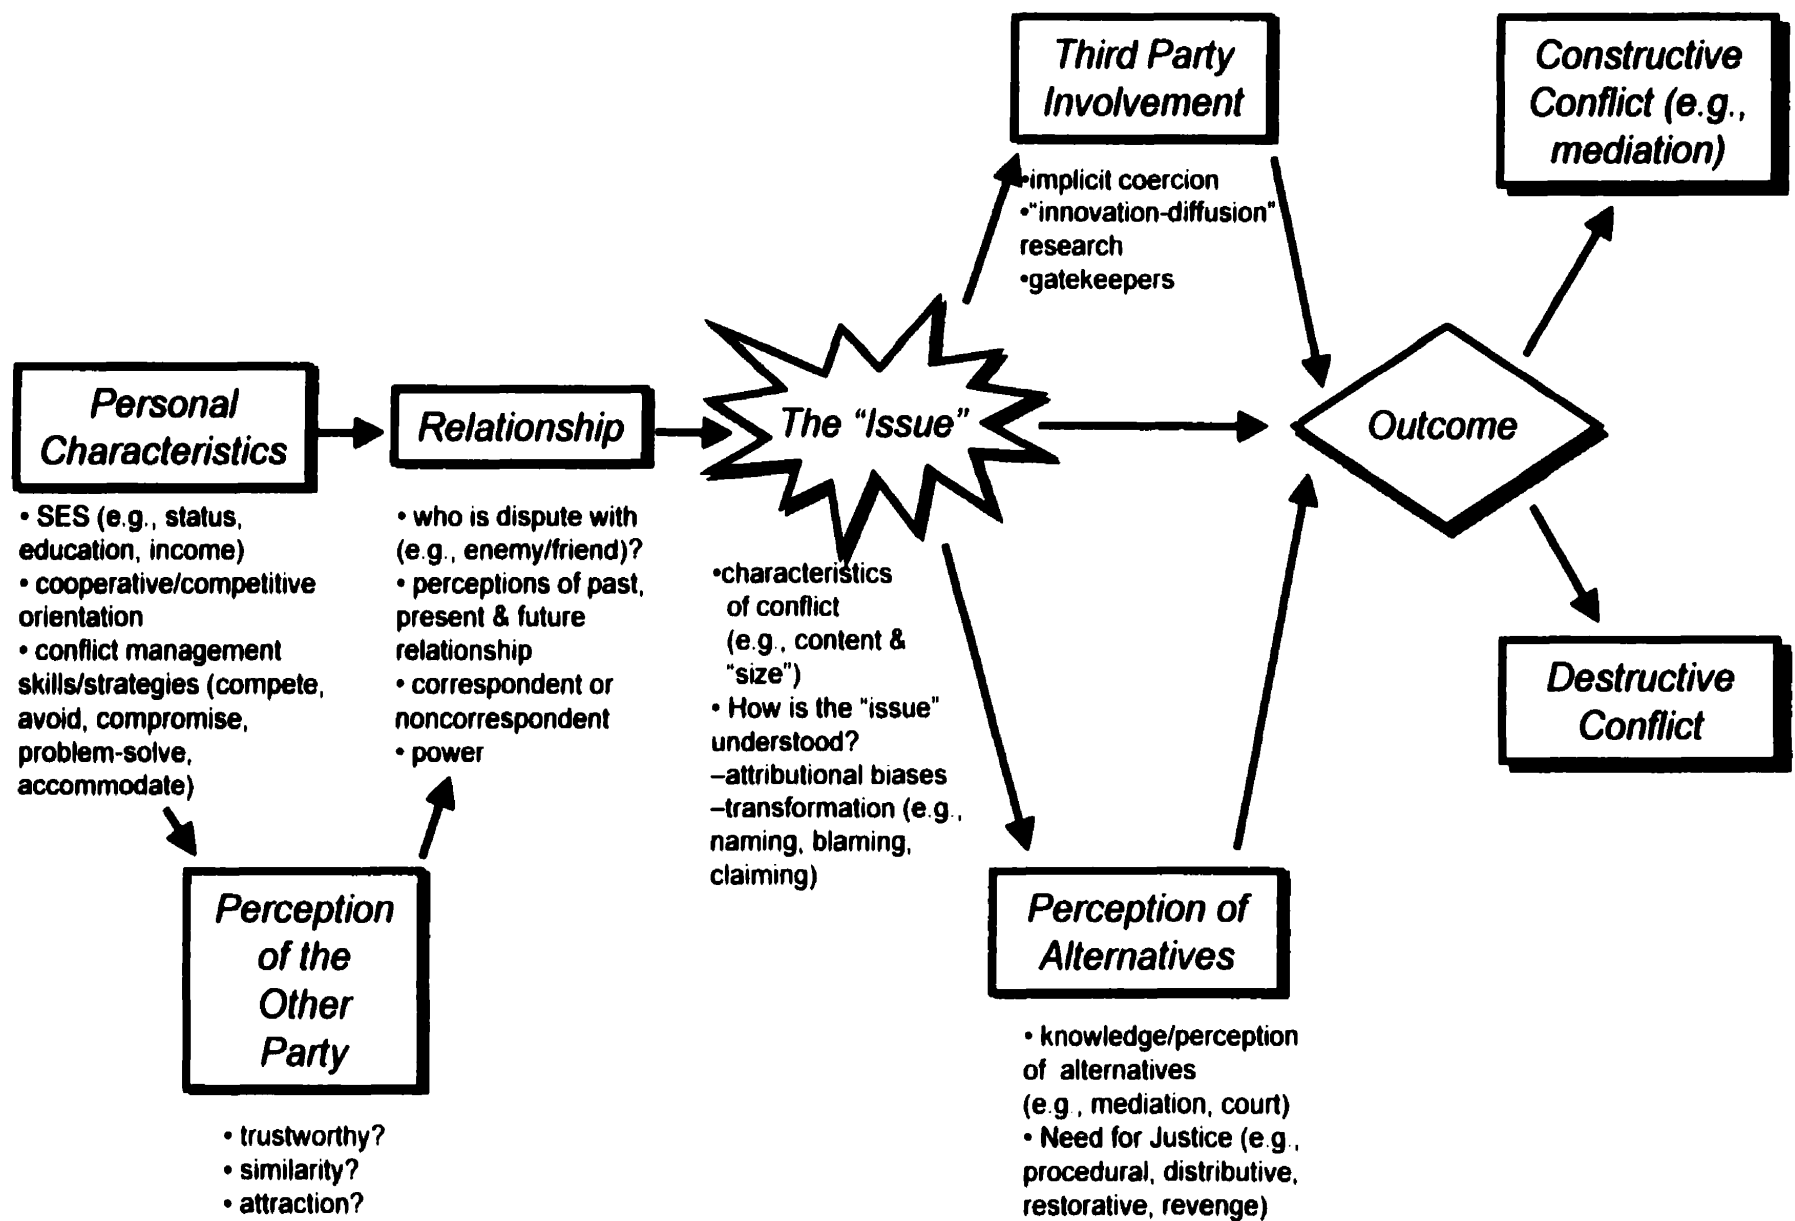 Personal
Characteristics
• SES (e.g., status,
education, income)
• cooperative/competitive
orientation
• conflict management
skills/strategies (compete,
avoid, compromise,
problem-solve,
accommodate)
Perception
of the
Other
Party
• trustworthy?
• similarity?
• attraction?
Relationship
• who is dispute with
(e.g., enemy/friend)?
• perceptions of past,
present & future
relationship
• correspondent or
noncorrespondent
• power
The “Issue”
•characteristics
of conflict
(e.g., content &
“size”)
• How is the “issue”
understood?
–attributional biases
–transformation (e.g.,
naming, blaming,
claiming)
Third Party
Involvement
•implicit coercion
•“innovation-diffusion”
research
•gatekeepers
Perception of
Alternatives
• knowledge/perception
of alternatives
(e.g., mediation, court)
• Need for Justice (e.g.,
procedural, distributive,
restorative, revenge)
Outcome
Constructive
Conflict (e.g.,
mediation)
Destructive
Conflict